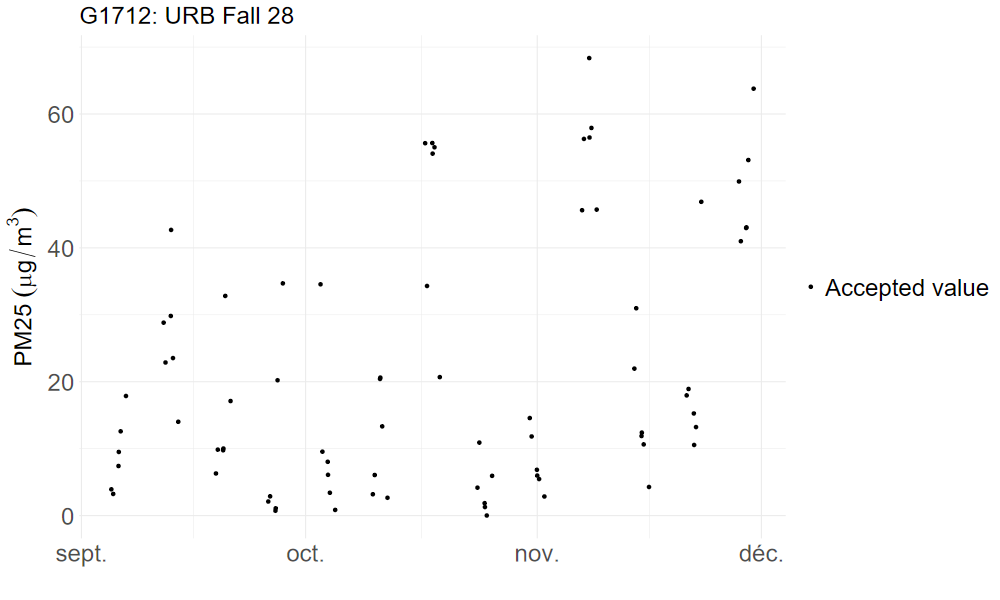 G1712: URB Fall 28
PM25 (μg/m³)
60
40
20
0
sept.
oct.
nov.
déc.
Accepted value